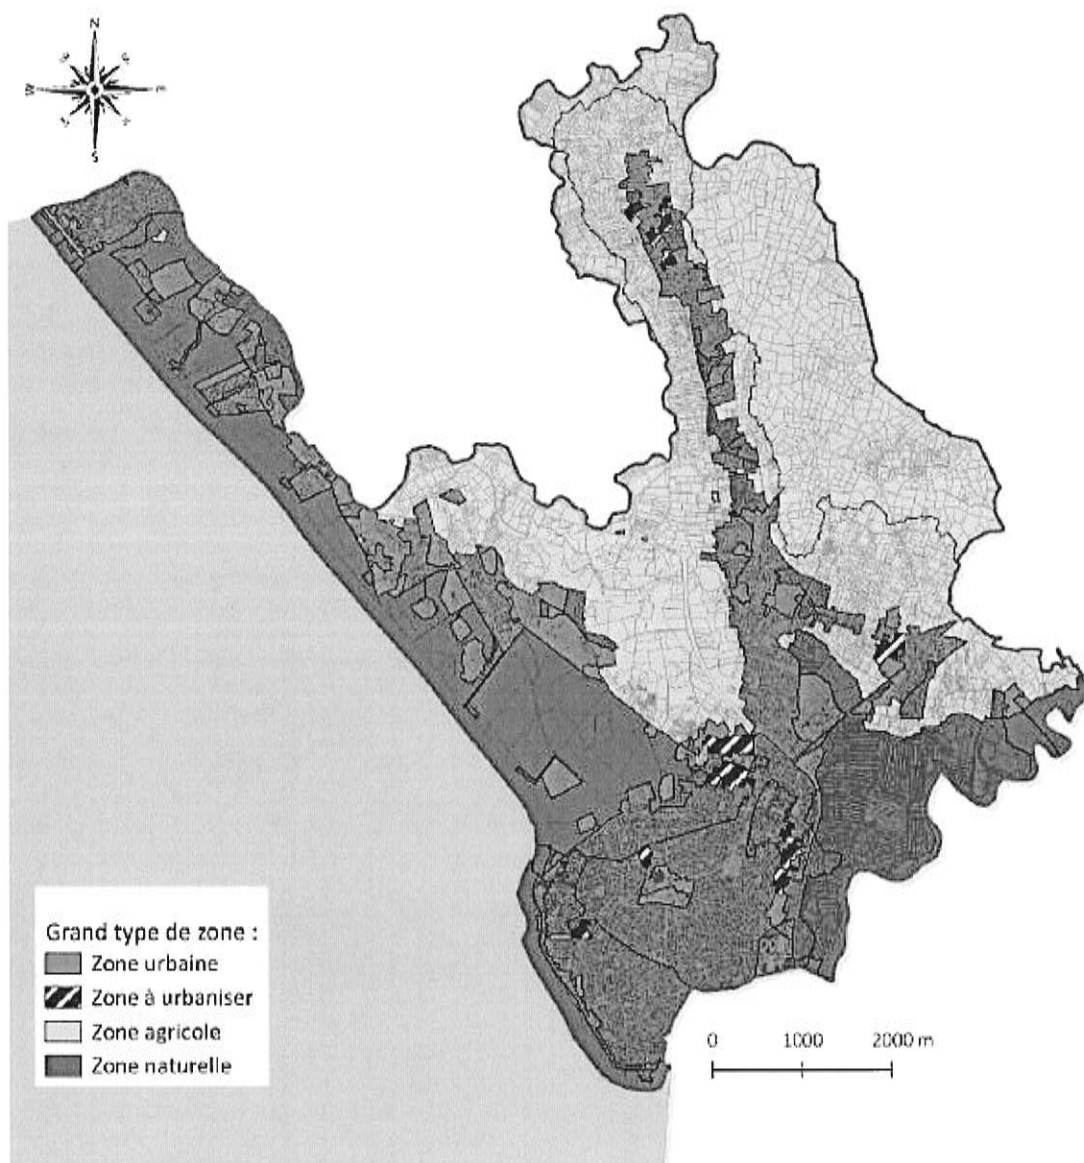 N
W
E
S
Grand type de zone :
Zone urbaine
Zone à urbaniser
Zone agricole
Zone naturelle
0 1000 2000 m